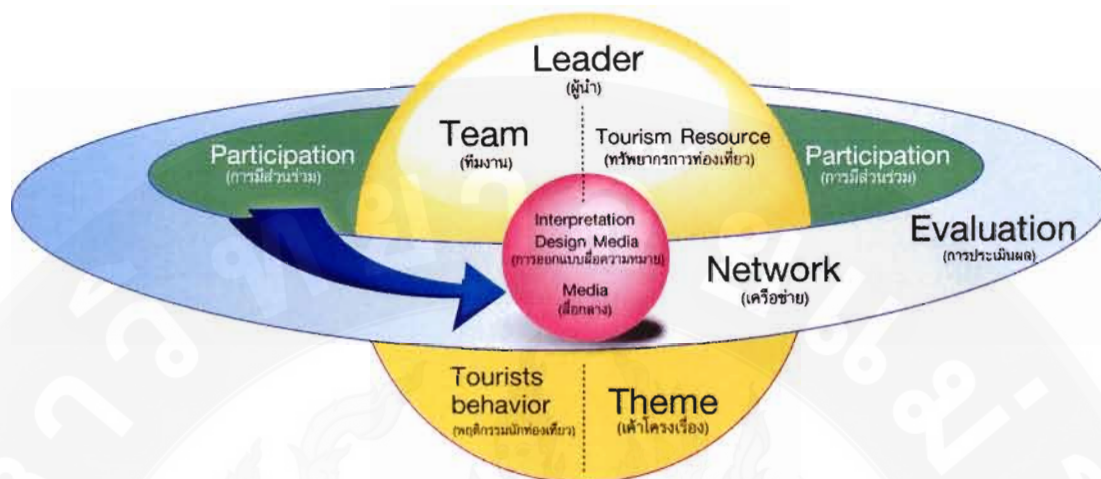 Leader
(ผู้นำ)
Team
(ทีมงาน)
Tourism Resource
(ทรัพยากรการท่องเที่ยว)
Participation
(การมีส่วนร่วม)
Participation
(การมีส่วนร่วม)
Interpretation
Design Media
(การออกแบบสื่อความหมาย)
Media
(สื่อกลาง)
Network
(เครือข่าย)
Evaluation
(การประเมินผล)
Tourists
behavior
(พฤติกรรมนักท่องเที่ยว)
Theme
(เค้าโครงเรื่อง)